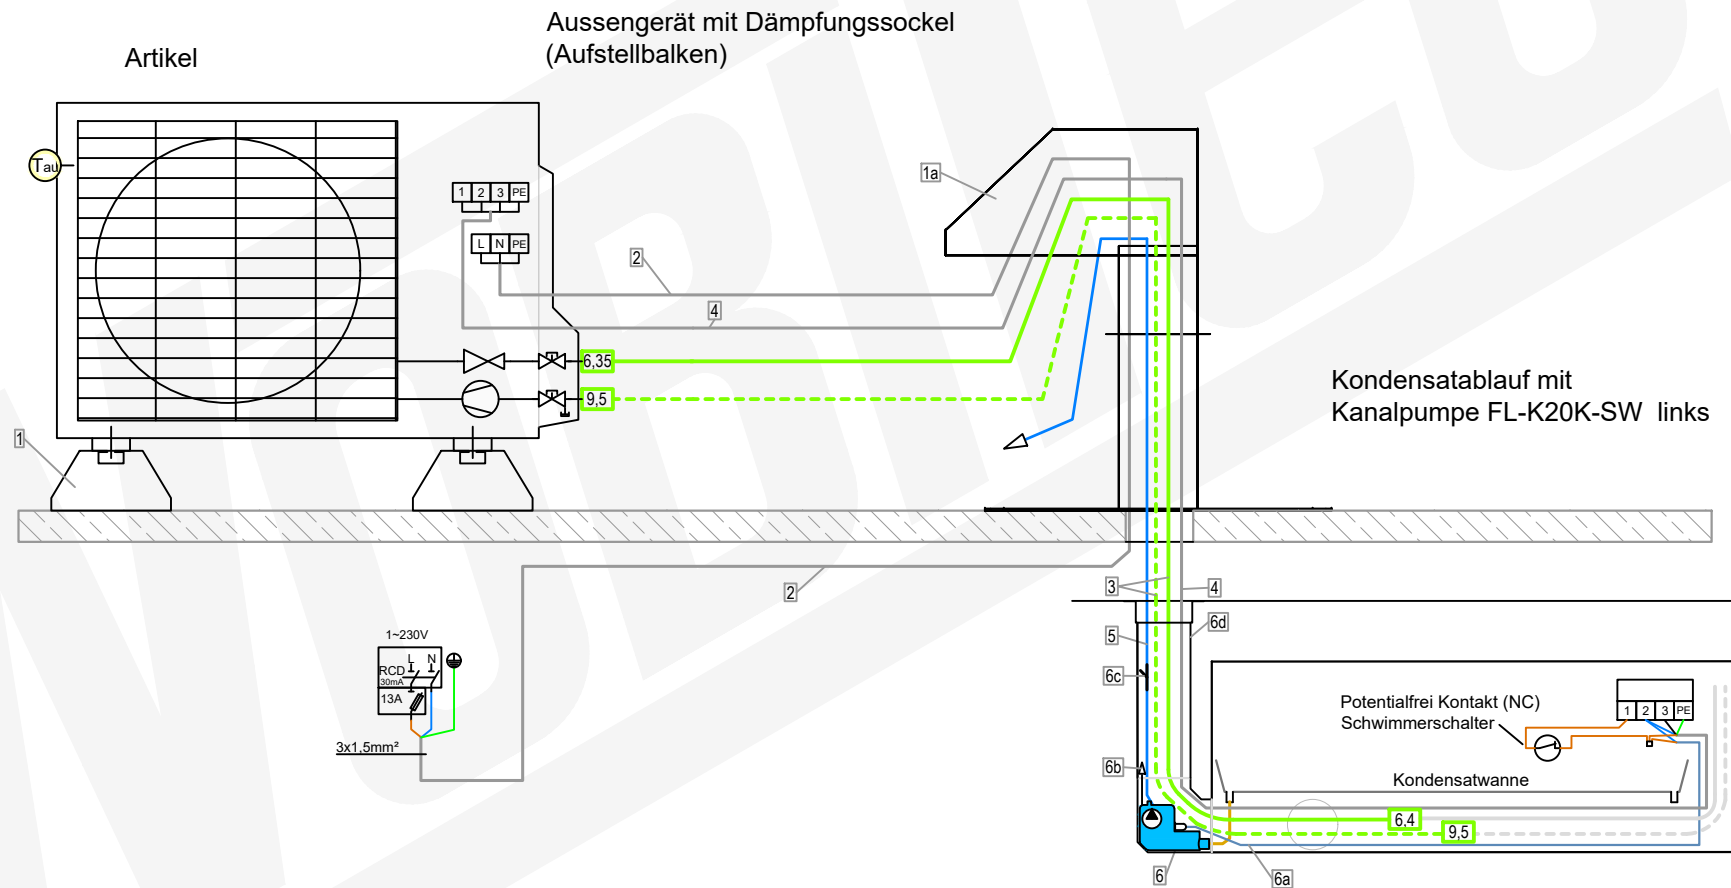 Artikel
Aussengerät mit Dämpfungssockel
(Aufstellbalken)
Tau
1 2 3 PE
L N PE
1a
2
4
6,35
9,5
1
Kondensatablauf mit
Kanalpumpe FL-K20K-SW links
2
3
4
5
6d
6c
6b
1~230V
L N
RCD
30mA
13A
3x1,5mm²
Potentialfrei Kontakt (NC)
Schwimmerschalter
1 2 3 PE
Kondensatwanne
6,4
9,5
6
6a